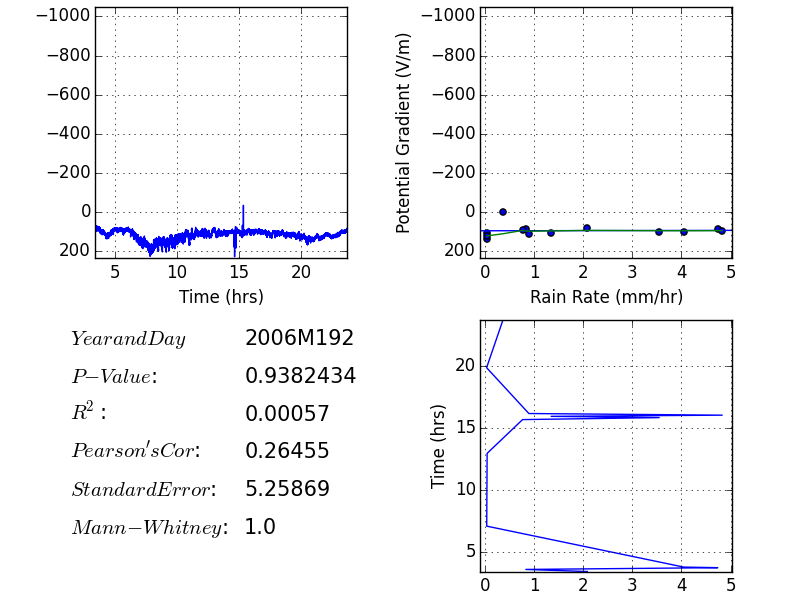 −1000
−800
−600
−400
−200
0
200
5 10 15 20
Time (hrs)
−1000
−800
−600
−400
−200
0
200
Potential Gradient (V/m)
0 1 2 3 4 5
Rain Rate (mm/hr)
YearandDay 2006M192
P−Value: 0.9382434
R²: 0.00057
Pearson'sCor: 0.26455
StandardError: 5.25869
Mann−Whitney: 1.0
20
15
10
5
Time (hrs)
0 1 2 3 4 5